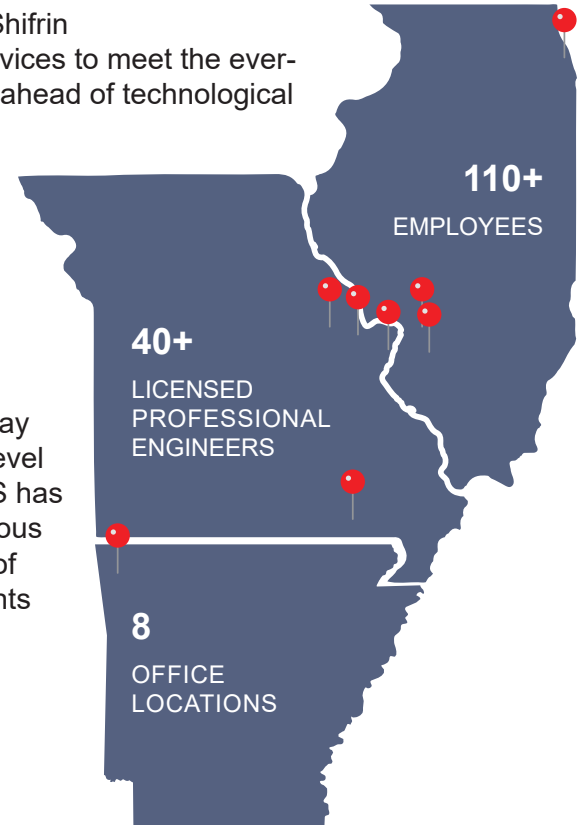 Shifrin
vices to meet the ever-
ahead of technological
110+
EMPLOYEES
40+
LICENSED
PROFESSIONAL
ENGINEERS
ay
evel
S has
ous
of
nts
8
OFFICE
LOCATIONS